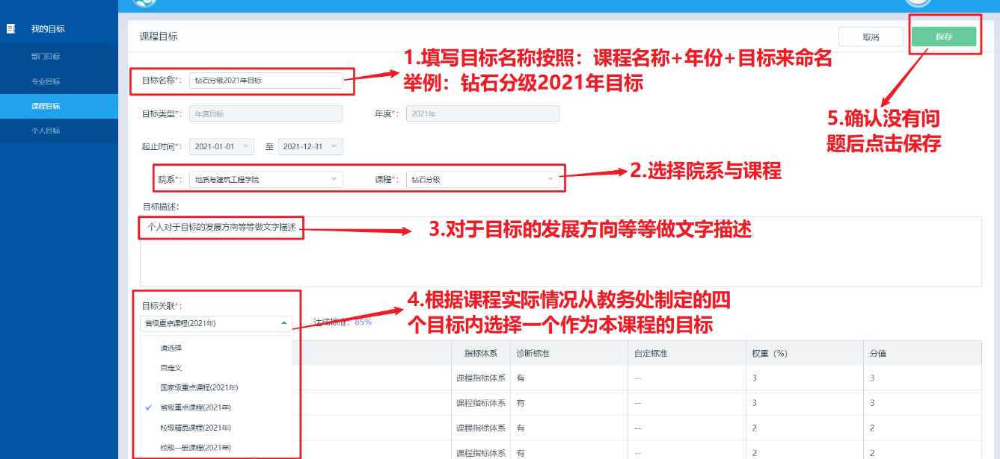 我的目标
部门目标
专业目标
课程目标
个人目标
课程目标
取消
保存
目标名称*：
钻石分级2021年目标
1.填写目标名称按照：课程名称+年份+目标来命名
举例：钻石分级2021年目标
目标类型*：
年度目标
年度*：
2021年
5.确认没有问
题后点击保存
起止时间*：
2021-01-01
至
2021-12-31
院系*：
地质与建筑工程学院
课程*：
钻石分级
2.选择院系与课程
目标描述：
个人对于目标的发展方向等等做文字描述
3.对于目标的发展方向等等做文字描述
目标关联*：
省级重点课程(2021年)
达成标准：85%
4.根据课程实际情况从教务处制定的四
个目标内选择一个作为本课程的目标
请选择
自定义
国家级重点课程(2021年)
省级重点课程(2021年)
校级精品课程(2021年)
校级一般课程(2021年)
指标体系 诊断标准 自定标准 权重（%） 分值
课程指标体系 有 -- 3 3
课程指标体系 有 -- 3 3
课程指标体系 有 -- 2 2
课程指标体系 有 -- 2 2